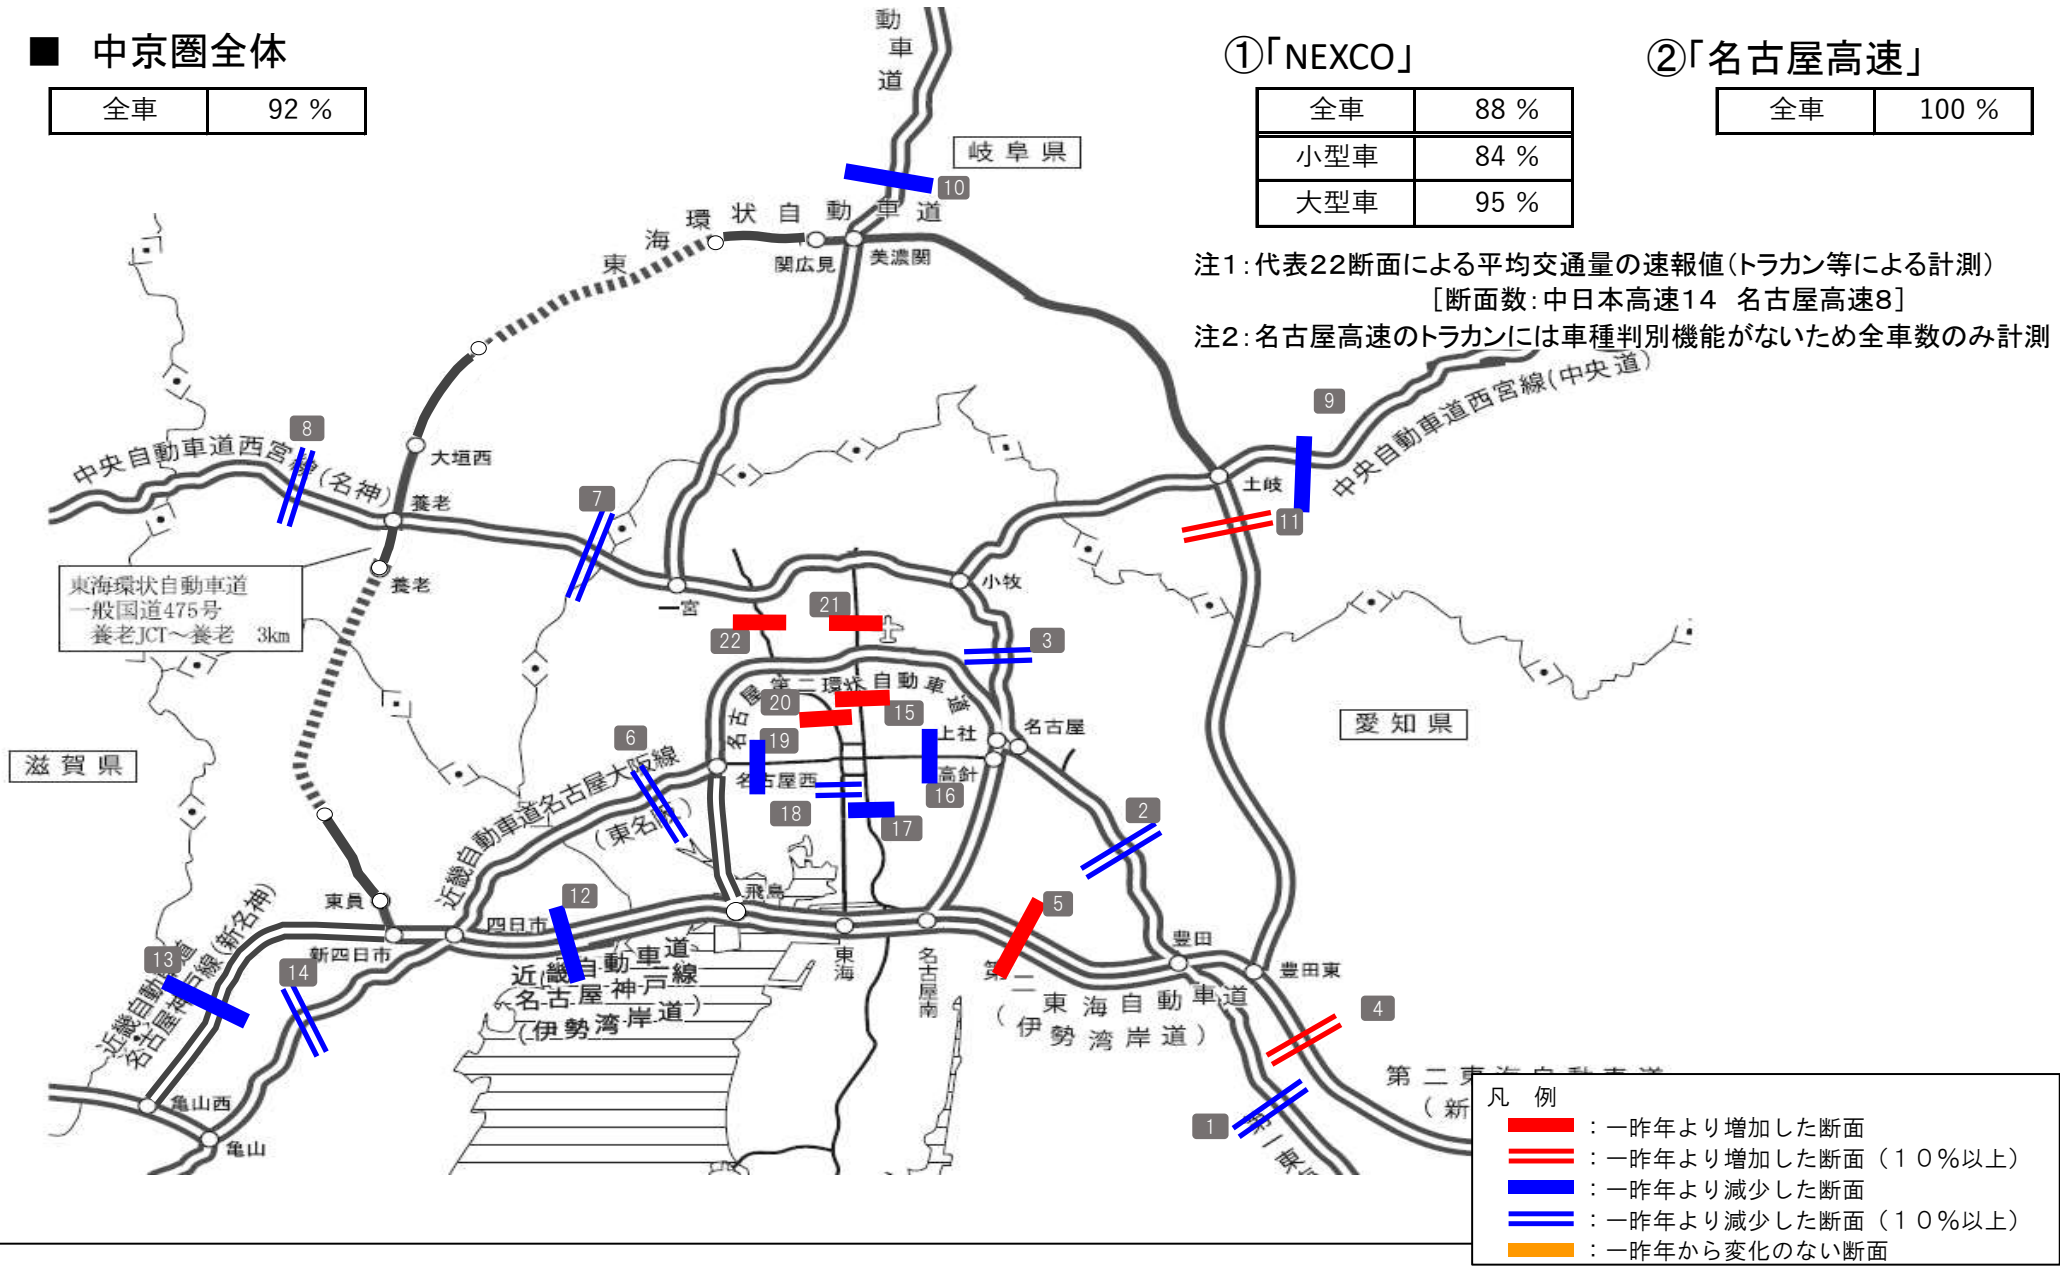 ■ 中京圏全体
全車 92 %
①「NEXCO」
全車 88 %
小型車 84 %
大型車 95 %
②「名古屋高速」
全車 100 %
注1：代表22断面による平均交通量の速報値(トラカン等による計測)
[断面数：中日本高速14 名古屋高速8]
注2：名古屋高速のトラカンには車種判別機能がないため全車数のみ計測
動車道
岐阜県
10
東海環状自動車道
関広見
美濃関
9
中央自動車道西宮線(中央道)
8
中央自動車道西宮線(名神)
大垣西
養老
7
土岐
11
東海環状自動車道
一般国道475号
養老JCT～養老 3km
養老
一宮
小牧
21
22
3
名古屋第二環状自動車道
20
15
19
上社
名古屋
愛知県
滋賀県
6
近畿自動車道名古屋大阪線
(東名阪)
名古屋西
高針
16
18
17
2
東員
12
飛島
5
四日市
新四日市
13
14
近畿自動車道
名古屋神戸線(新名神)
近畿自動車道
名古屋神戸線
(伊勢湾岸道)
東海
名古屋南
豊田
豊田東
第二東海自動車道
(伊勢湾岸道)
4
亀山西
亀山
1
第一東
第二東海自動車道
(新
凡 例
：一昨年より増加した断面
：一昨年より増加した断面（１０%以上）
：一昨年より減少した断面
：一昨年より減少した断面（１０%以上）
：一昨年から変化のない断面